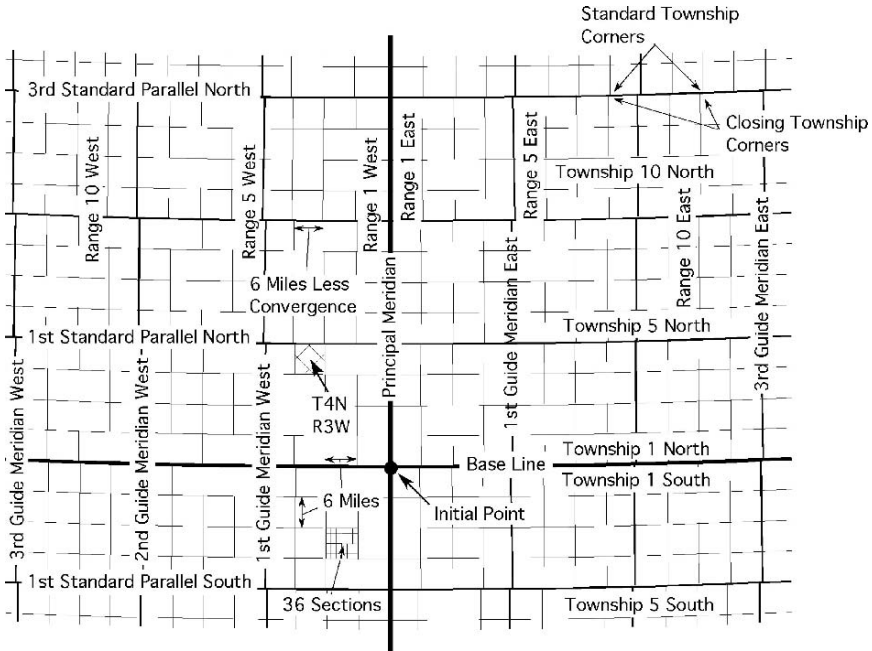 Standard Township
Corners
3rd Standard Parallel North
Closing Township
Corners
Range 10 West
Range 5 West
Range 1 West
Range 1 East
Range 5 East
Township 10 North
Range 10 East
6 Miles Less
Convergence
Principal Meridian
1st Guide Meridian East
3rd Guide Meridian East
1st Standard Parallel North
Township 5 North
T4N
R3W
3rd Guide Meridian West
2nd Guide Meridian West
1st Guide Meridian West
Township 1 North
Base Line
Township 1 South
6 Miles
Initial Point
1st Standard Parallel South
36 Sections
Township 5 South